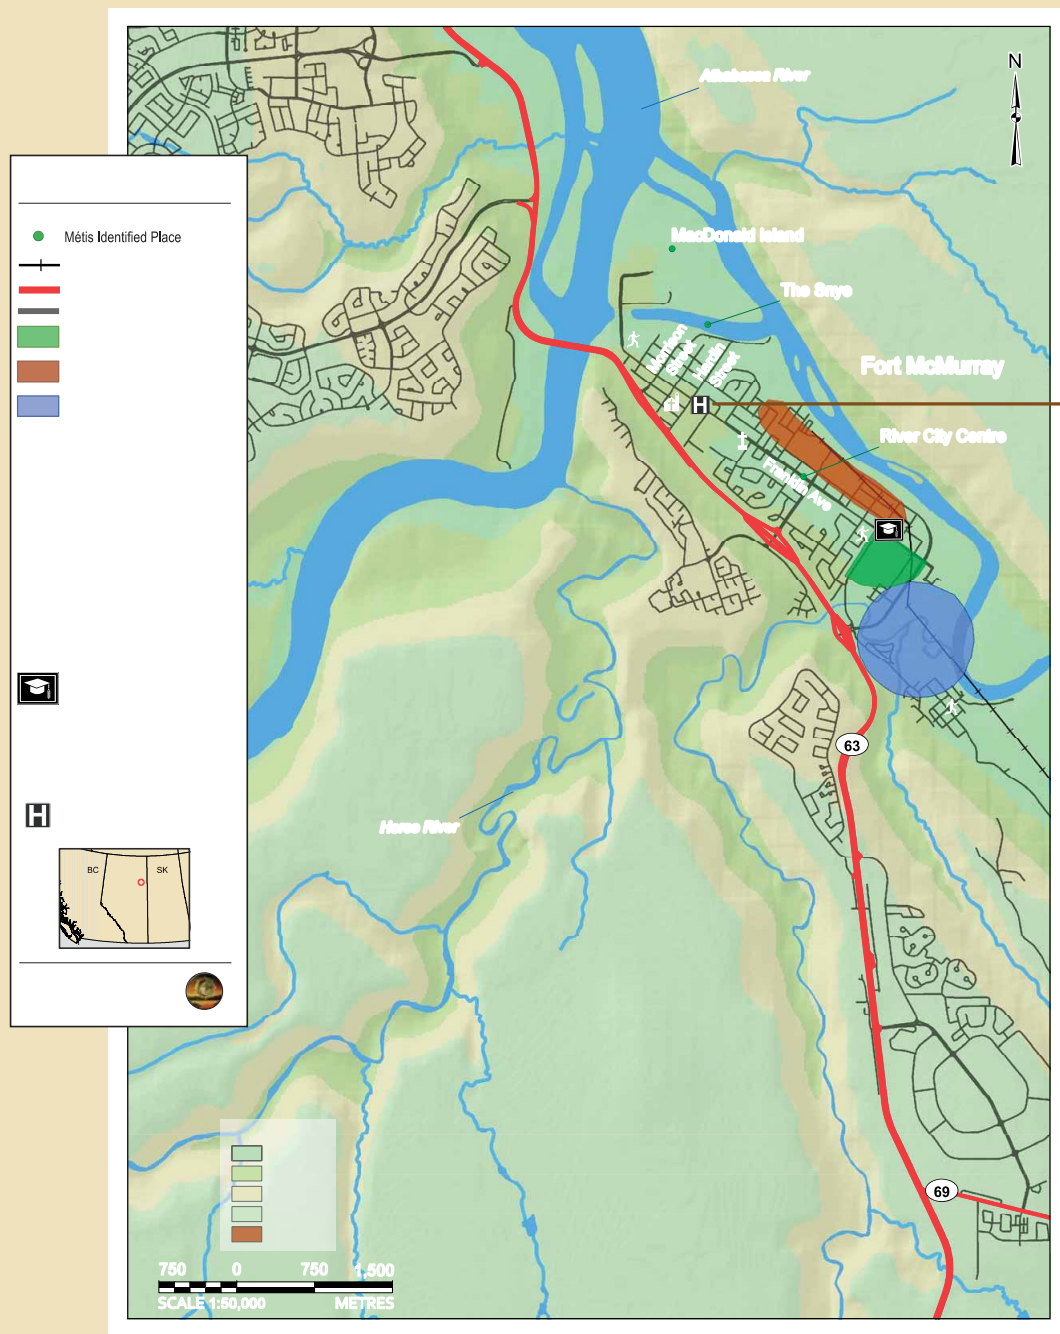 N
Athabasca River
MacDonald Island
The Snye
Morrison
Street
Hardin
Street
Fort McMurray
H
River City Centre
Franklin Ave
63
Horse River
69
Métis Identified Place
H
BC
SK
750 0 750 1,500
SCALE 1:50,000 METRES